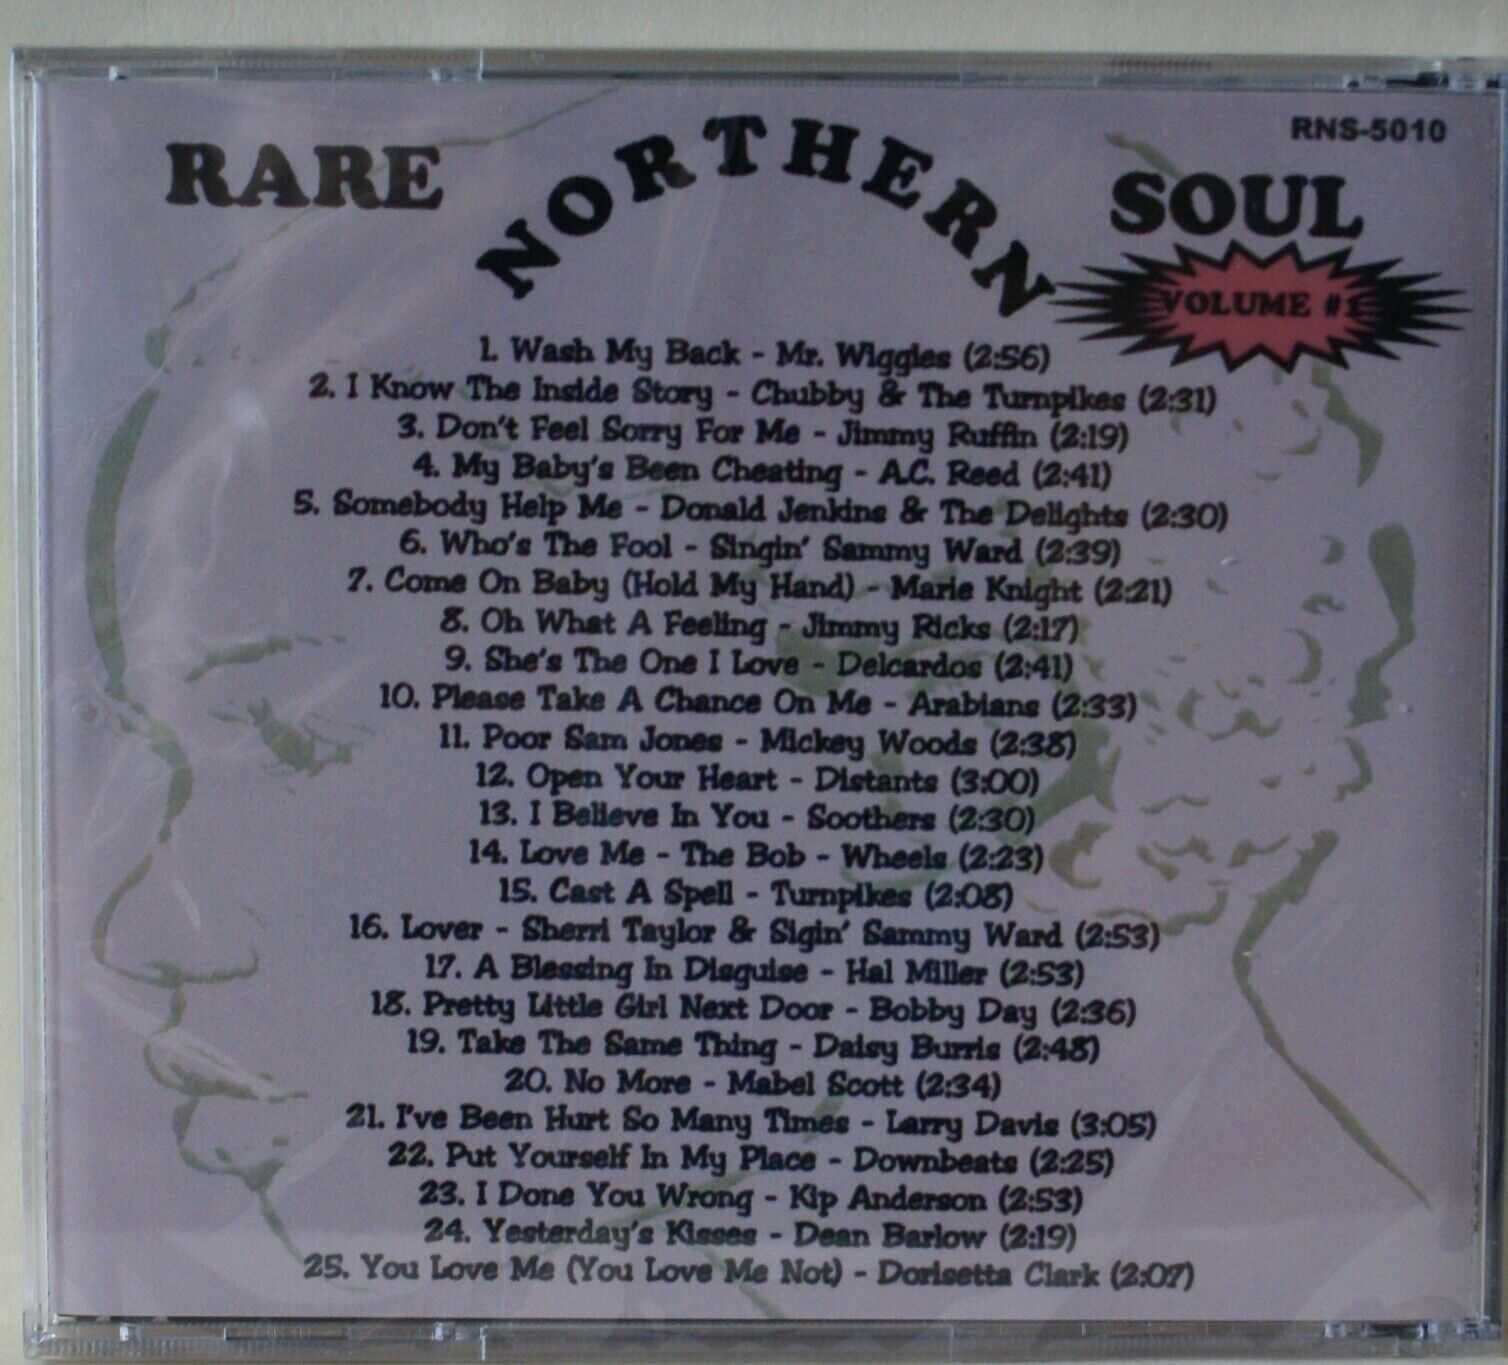 RNS-5010
RARE NORTHERN SOUL
VOLUME #1
1. Wash My Back - Mr. Wiggles (2:56)
2. I Know The Inside Story - Chubby & The Turnpikes (2:31)
3. Don't Feel Sorry For Me - Jimmy Ruffin (2:19)
4. My Baby's Been Cheating - A.C. Reed (2:41)
5. Somebody Help Me - Donald Jenkins & The Delights (2:30)
6. Who's The Fool - Singin' Sammy Ward (2:39)
7. Come On Baby (Hold My Hand) - Marie Knight (2:21)
8. Oh What A Feeling - Jimmy Ricks (2:17)
9. She's The One I Love - Delcardos (2:41)
10. Please Take A Chance On Me - Arabians (2:33)
11. Poor Sam Jones - Mickey Woods (2:38)
12. Open Your Heart - Distants (3:00)
13. I Believe In You - Soothers (2:30)
14. Love Me - The Bob - Wheels (2:23)
15. Cast A Spell - Turnpikes (2:08)
16. Lover - Sherri Taylor & Sigin' Sammy Ward (2:53)
17. A Blessing In Disguise - Hal Miller (2:53)
18. Pretty Little Girl Next Door - Bobby Day (2:36)
19. Take The Same Thing - Daisy Burris (2:48)
20. No More - Mabel Scott (2:34)
21. I've Been Hurt So Many Times - Larry Davis (3:05)
22. Put Yourself In My Place - Downbeats (2:25)
23. I Done You Wrong - Kip Anderson (2:53)
24. Yesterday's Kisses - Dean Barlow (2:19)
25. You Love Me (You Love Me Not) - Dorisetta Clark (2:07)